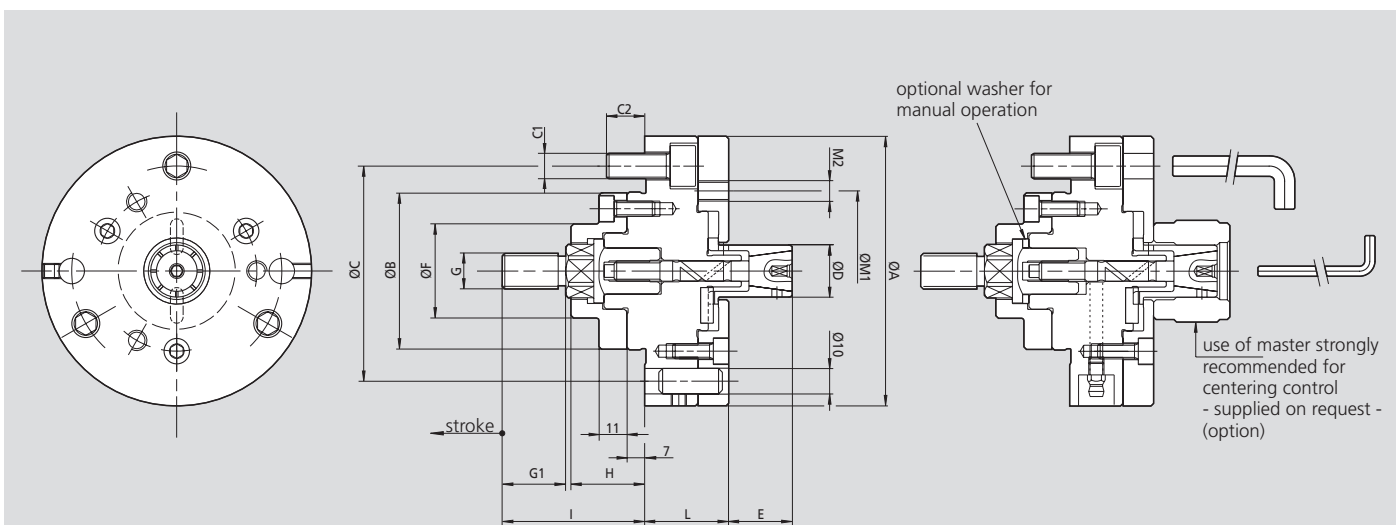 optional washer for
manual operation
C2
C1
M2
ØC
ØB
ØF
G
ØD
ØM1
ØA
Ø10
use of master strongly
recommended for
centering control
- supplied on request -
(option)
stroke
11
7
G1
H
I
L
E